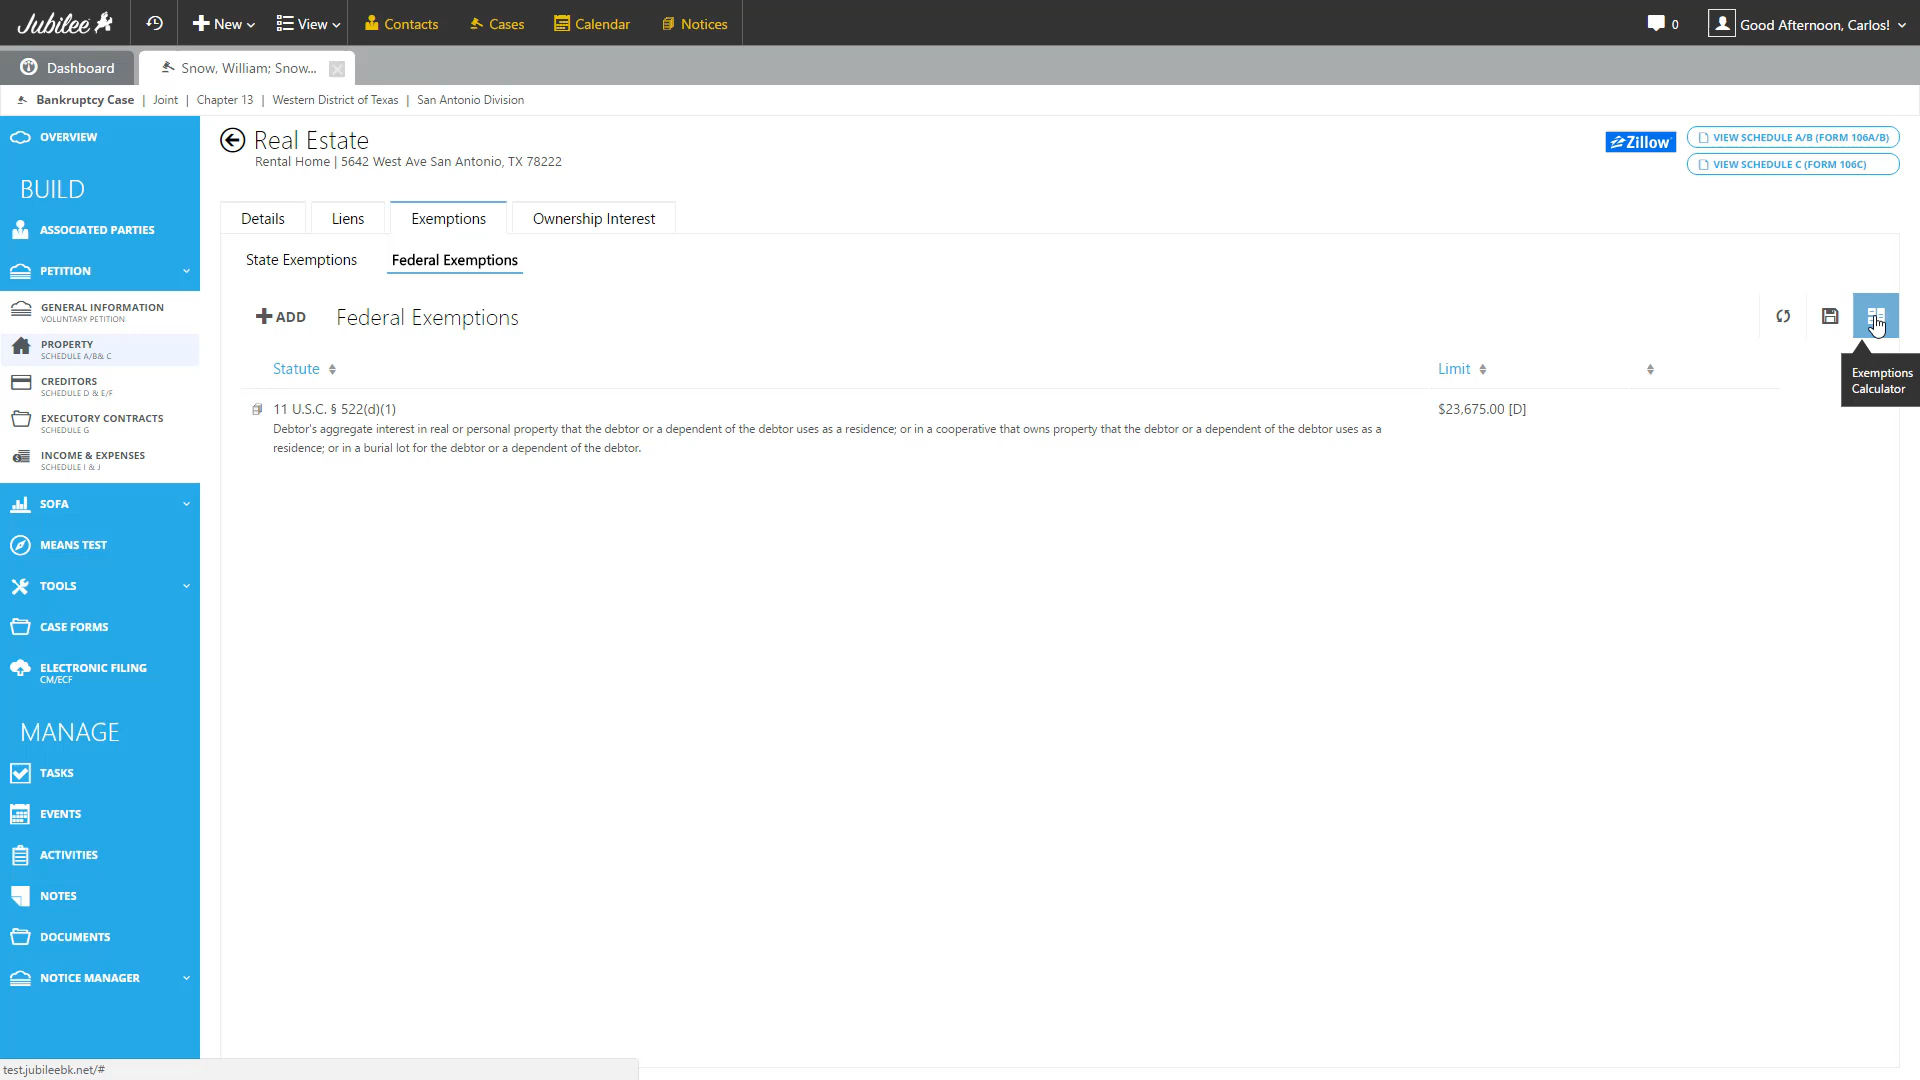 Jubilee
New
View
Contacts
Cases
Calendar
Notices
0
Good Afternoon, Carlos!
Dashboard
Snow, William; Snow...
Bankruptcy Case | Joint | Chapter 13 | Western District of Texas | San Antonio Division
OVERVIEW
BUILD
ASSOCIATED PARTIES
PETITION
GENERAL INFORMATION
VOLUNTARY PETITION
PROPERTY
SCHEDULE A/B& C
CREDITORS
SCHEDULE D & E/F
EXECUTORY CONTRACTS
SCHEDULE G
INCOME & EXPENSES
SCHEDULE I & J
SOFA
MEANS TEST
TOOLS
CASE FORMS
ELECTRONIC FILING
CM/ECF
MANAGE
TASKS
EVENTS
ACTIVITIES
NOTES
DOCUMENTS
NOTICE MANAGER
Real Estate
Rental Home | 5642 West Ave San Antonio, TX 78222
Zillow
VIEW SCHEDULE A/B (FORM 106A/B)
VIEW SCHEDULE C (FORM 106C)
Details
Liens
Exemptions
Ownership Interest
State Exemptions
Federal Exemptions
ADD
Federal Exemptions
Exemptions
Calculator
Statute
Limit
11 U.S.C. § 522(d)(1)
$23,675.00 [D]
Debtor's aggregate interest in real or personal property that the debtor or a dependent of the debtor uses as a residence; or in a cooperative that owns property that the debtor or a dependent of the debtor uses as a
residence; or in a burial lot for the debtor or a dependent of the debtor.
test.jubileebk.net/#